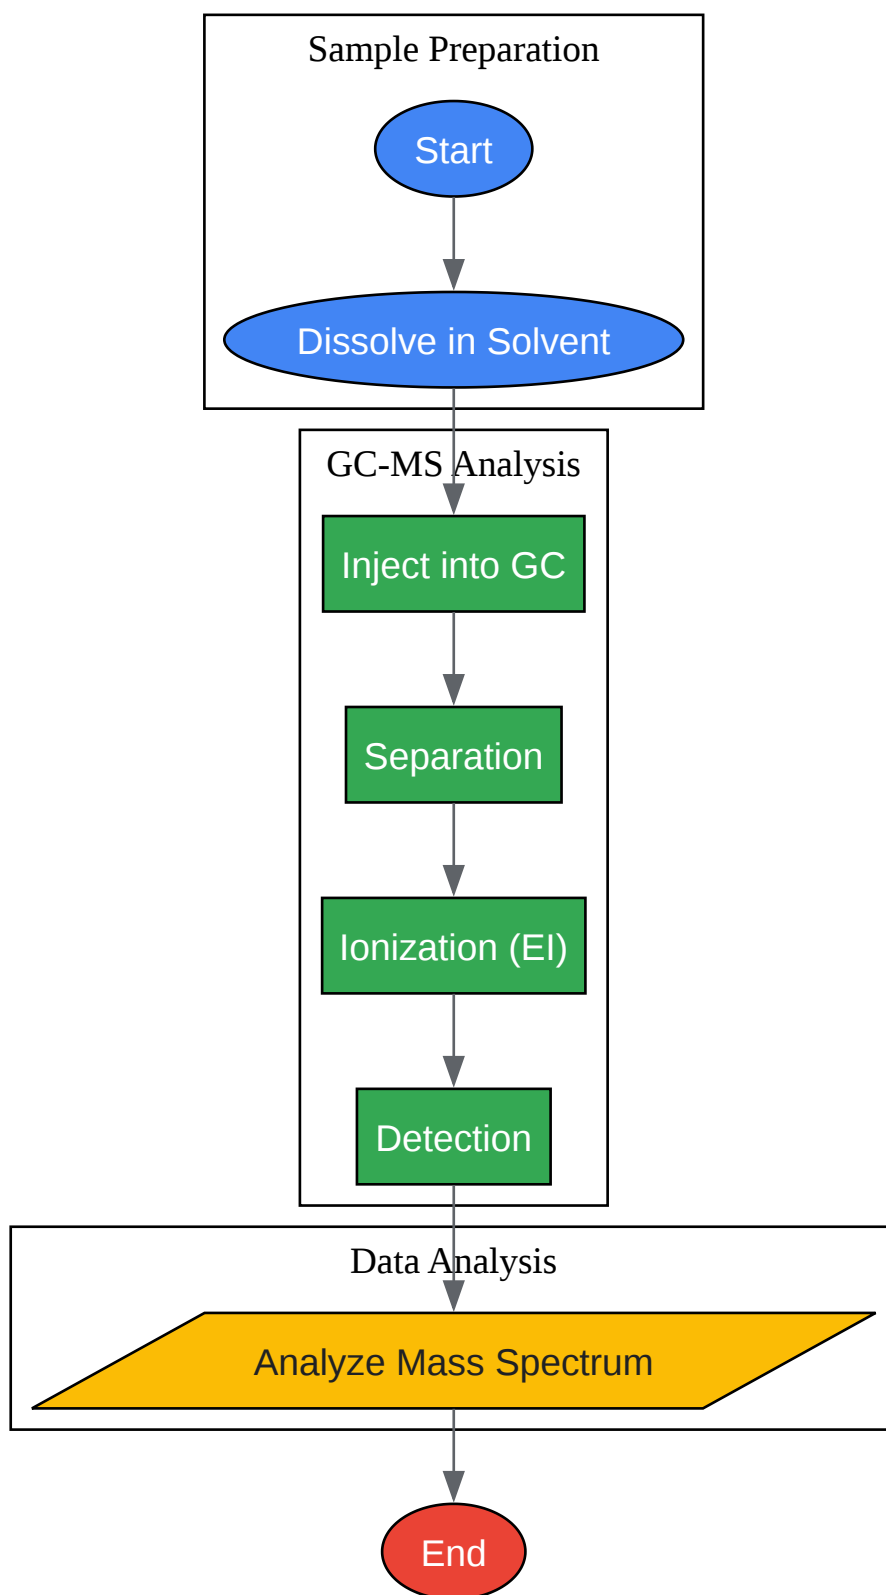 Sample Preparation
Start
Dissolve in Solvent
GC-MS Analysis
Inject into GC
Separation
Ionization (EI)
Detection
Data Analysis
Analyze Mass Spectrum
End